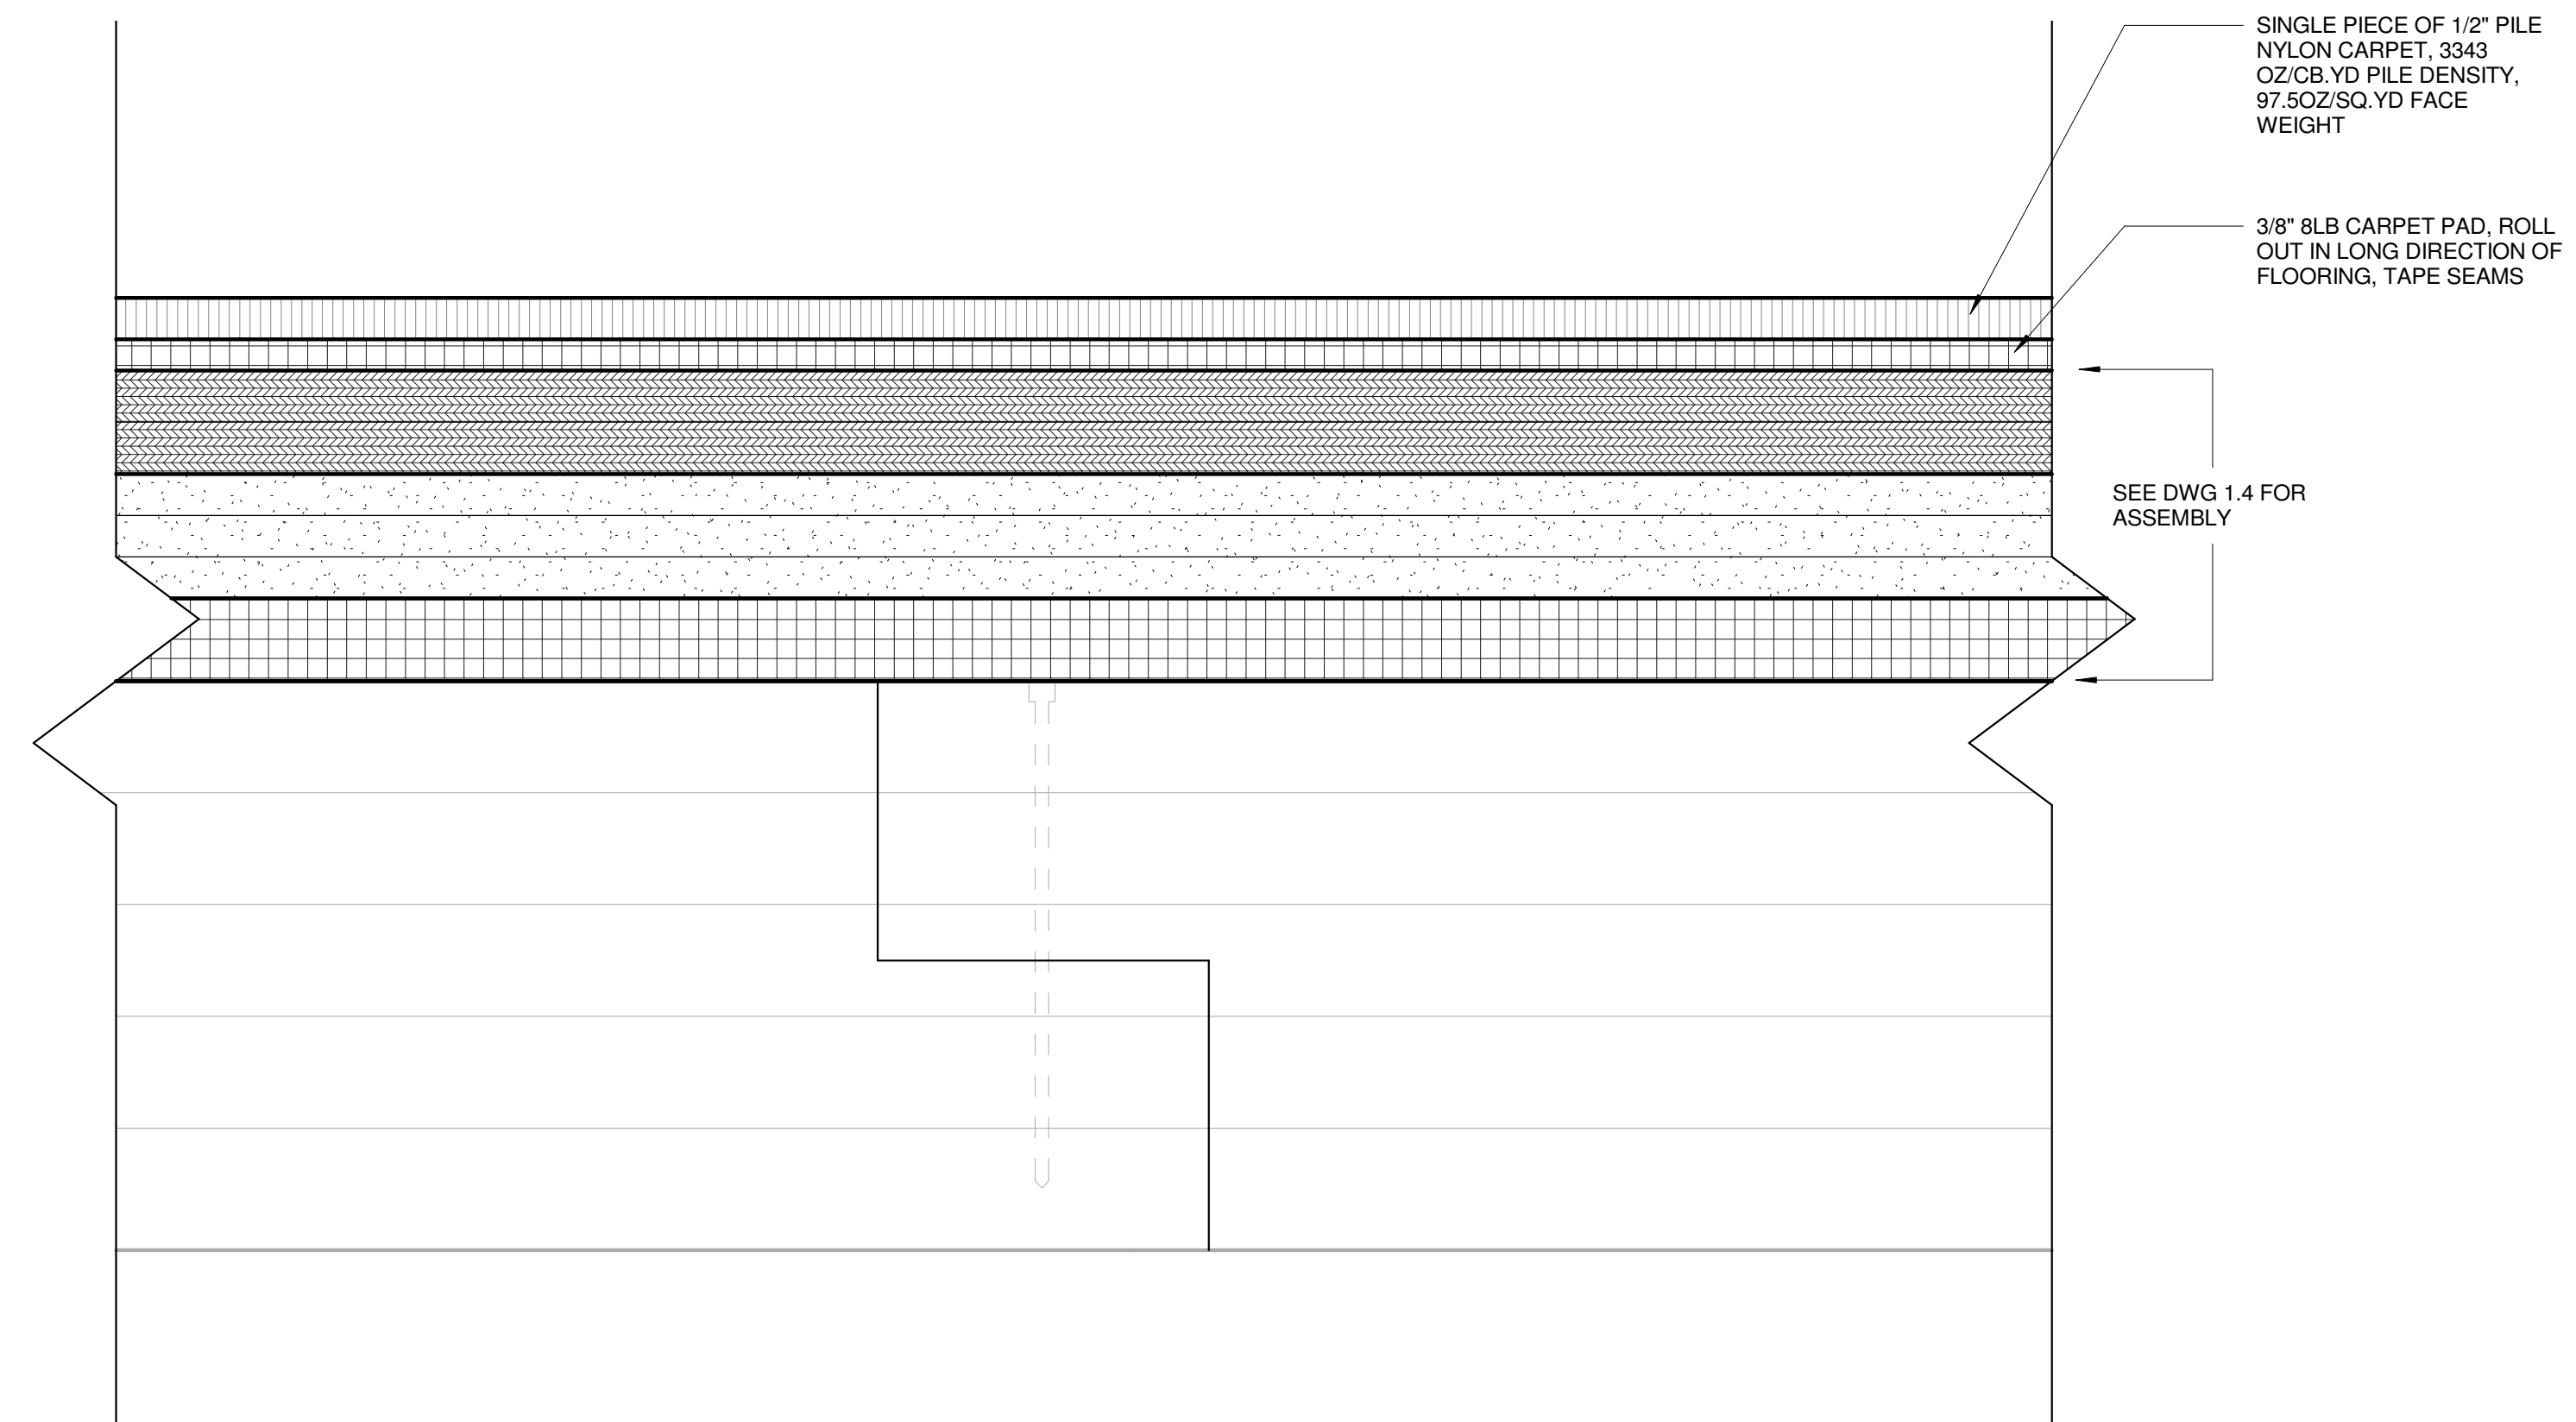 SINGLE PIECE OF 1/2" PILE
NYLON CARPET, 3343
OZ/CB.YD PILE DENSITY,
97.5OZ/SQ.YD FACE
WEIGHT
3/8" 8LB CARPET PAD, ROLL
OUT IN LONG DIRECTION OF
FLOORING, TAPE SEAMS
SEE DWG 1.4 FOR
ASSEMBLY